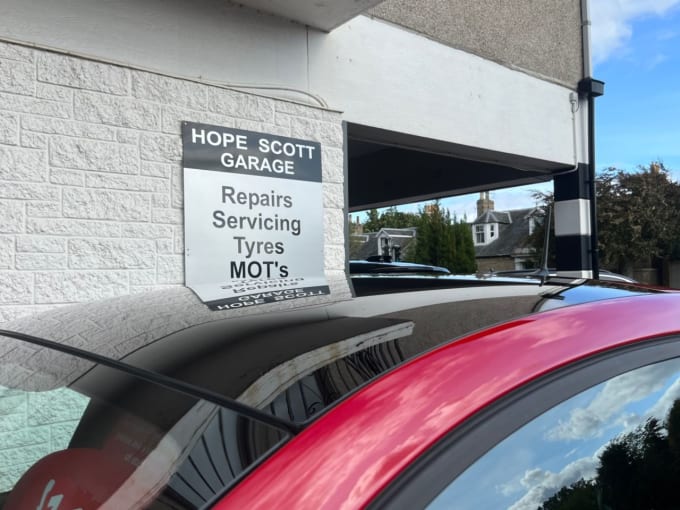 HOPE SCOTT
GARAGE
Repairs
Servicing
Tyres
MOT's